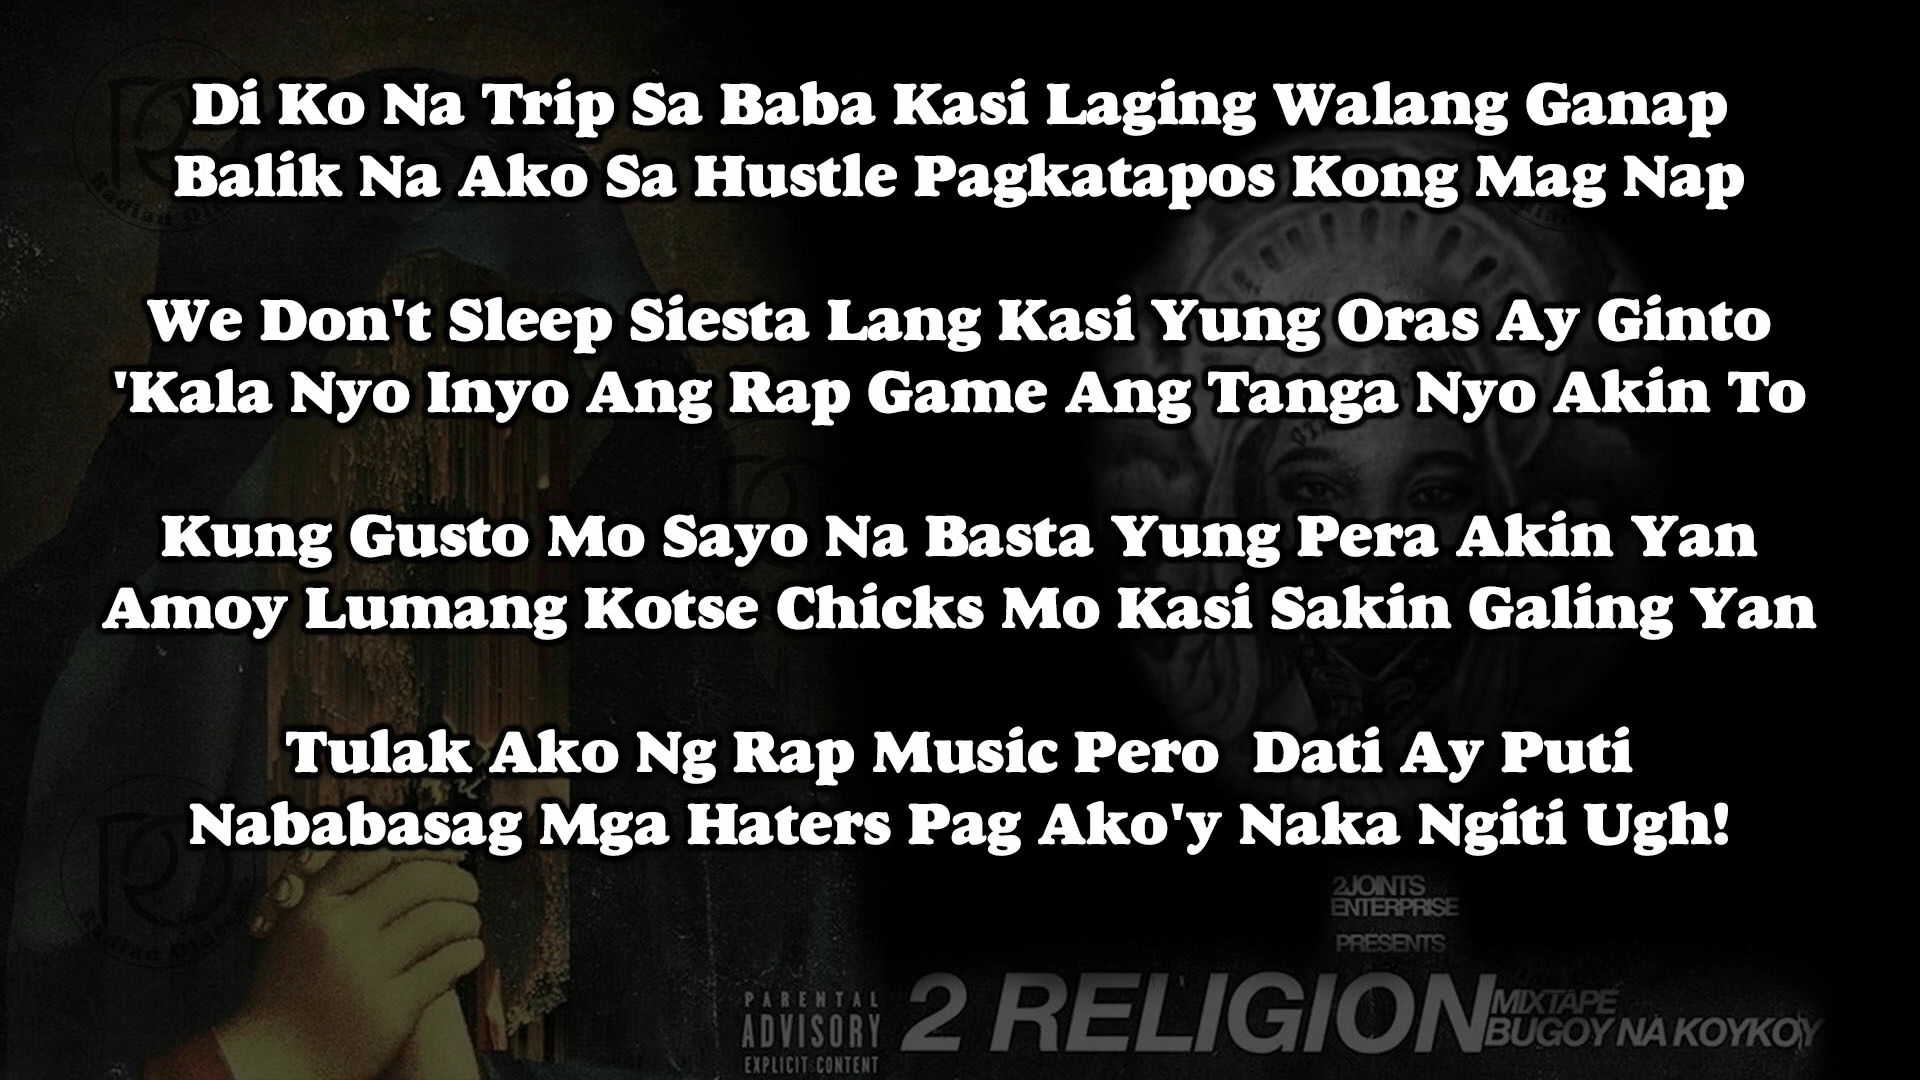 Di Ko Na Trip Sa Baba Kasi Laging Walang Ganap
Balik Na Ako Sa Hustle Pagkatapos Kong Mag Nap
We Don't Sleep Siesta Lang Kasi Yung Oras Ay Ginto
'Kala Nyo Inyo Ang Rap Game Ang Tanga Nyo Akin To
Kung Gusto Mo Sayo Na Basta Yung Pera Akin Yan
Amoy Lumang Kotse Chicks Mo Kasi Sakin Galing Yan
Tulak Ako Ng Rap Music Pero  Dati Ay Puti
Nababasag Mga Haters Pag Ako'y Naka Ngiti Ugh!
2JOINTS
ENTERPRISE
PRESENTS
PARENTAL
ADVISORY
EXPLICIT CONTENT
2 RELIGION
MIXTAPE
BUGOY NA KOYKOY